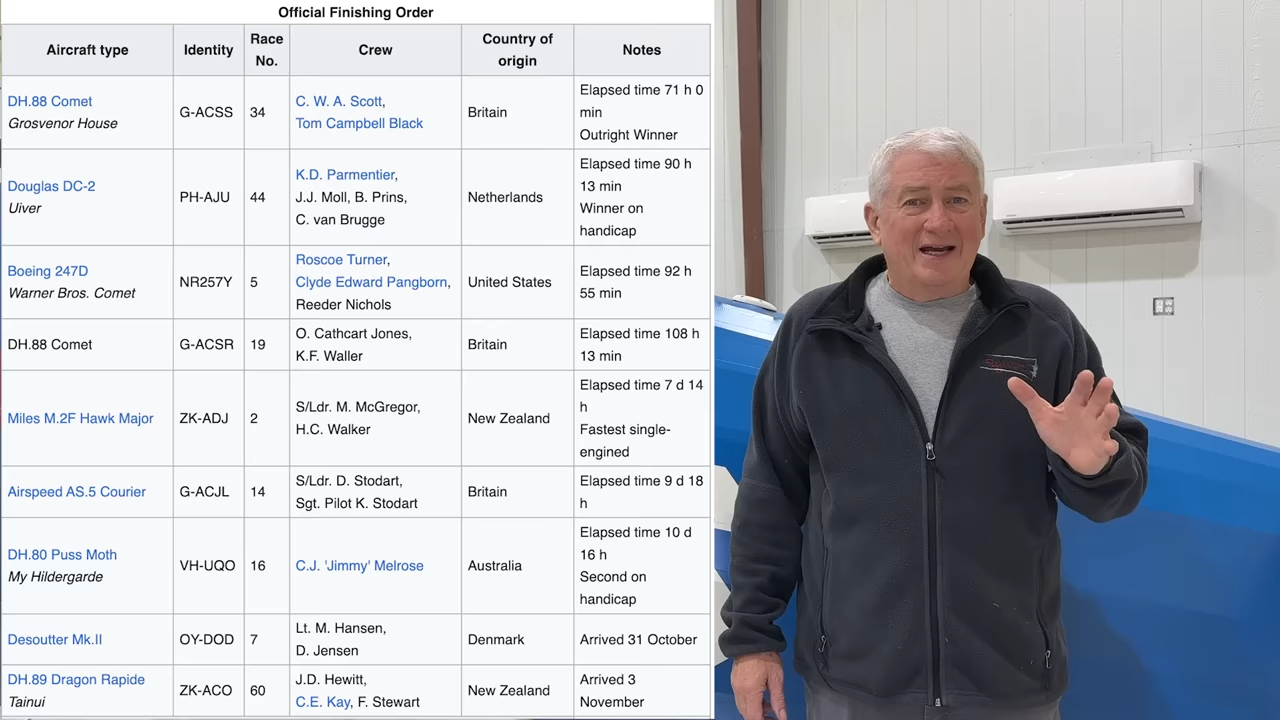 Official Finishing Order
Aircraft type
Identity
Race
No.
Crew
Country of
origin
Notes
DH.88 Comet
Grosvenor House
G-ACSS
34
C. W. A. Scott,
Tom Campbell Black
Britain
Elapsed time 71 h 0
min
Outright Winner
Douglas DC-2
Uiver
PH-AJU
44
K.D. Parmentier,
J.J. Moll, B. Prins,
C. van Brugge
Netherlands
Elapsed time 90 h
13 min
Winner on
handicap
Boeing 247D
Warner Bros. Comet
NR257Y
5
Roscoe Turner,
Clyde Edward Pangborn,
Reeder Nichols
United States
Elapsed time 92 h
55 min
DH.88 Comet
G-ACSR
19
O. Cathcart Jones,
K.F. Waller
Britain
Elapsed time 108 h
13 min
Miles M.2F Hawk Major
ZK-ADJ
2
S/Ldr. M. McGregor,
H.C. Walker
New Zealand
Elapsed time 7 d 14
h
Fastest single-
engined
Airspeed AS.5 Courier
G-ACJL
14
S/Ldr. D. Stodart,
Sgt. Pilot K. Stodart
Britain
Elapsed time 9 d 18
h
DH.80 Puss Moth
My Hildergarde
VH-UQO
16
C.J. 'Jimmy' Melrose
Australia
Elapsed time 10 d
16 h
Second on
handicap
Desoutter Mk.II
OY-DOD
7
Lt. M. Hansen,
D. Jensen
Denmark
Arrived 31 October
DH.89 Dragon Rapide
Tainui
ZK-ACO
60
J.D. Hewitt,
C.E. Kay, F. Stewart
New Zealand
Arrived 3
November